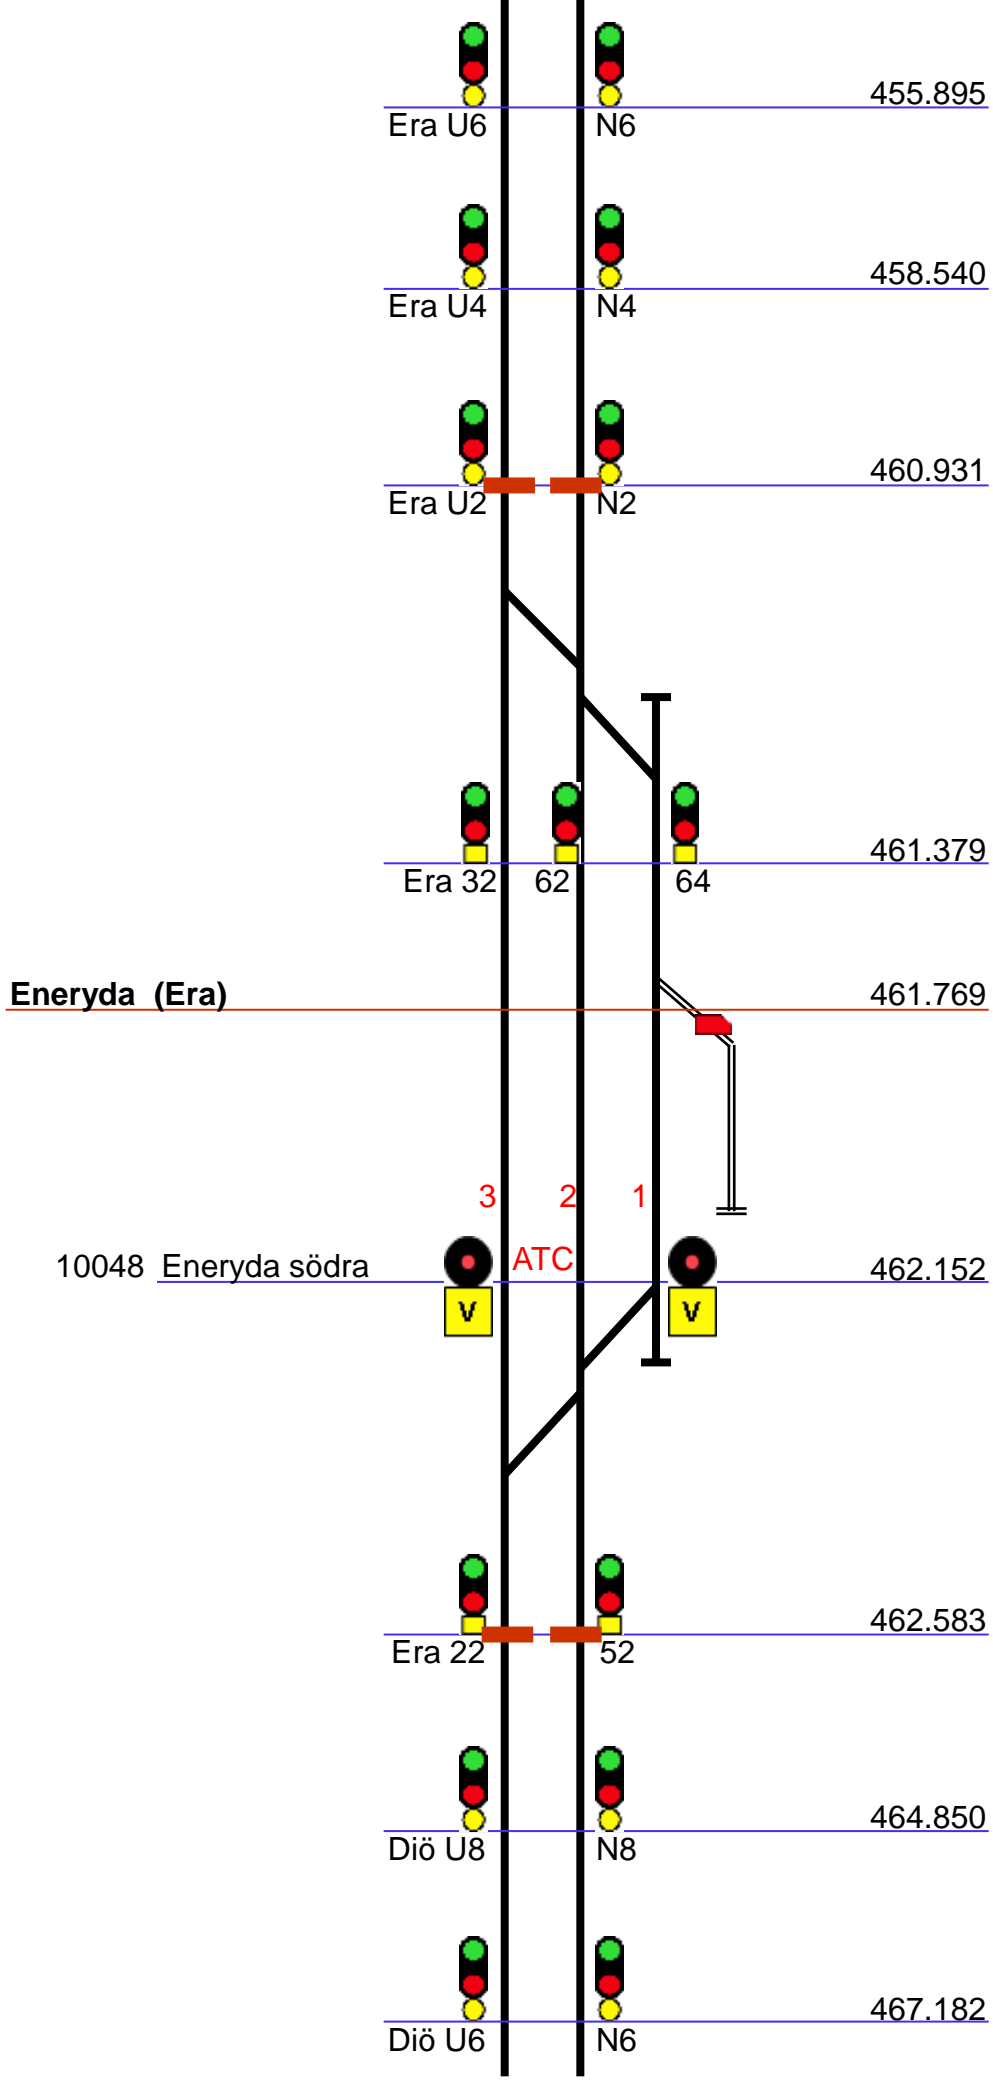 455.895
Era U6 N6
458.540
Era U4 N4
460.931
Era U2 N2
461.379
Era 32 62 64
Eneryda (Era) 461.769
3 2 1
ATC
10048 Eneryda södra 462.152
V V
462.583
Era 22 52
464.850
Diö U8 N8
467.182
Diö U6 N6